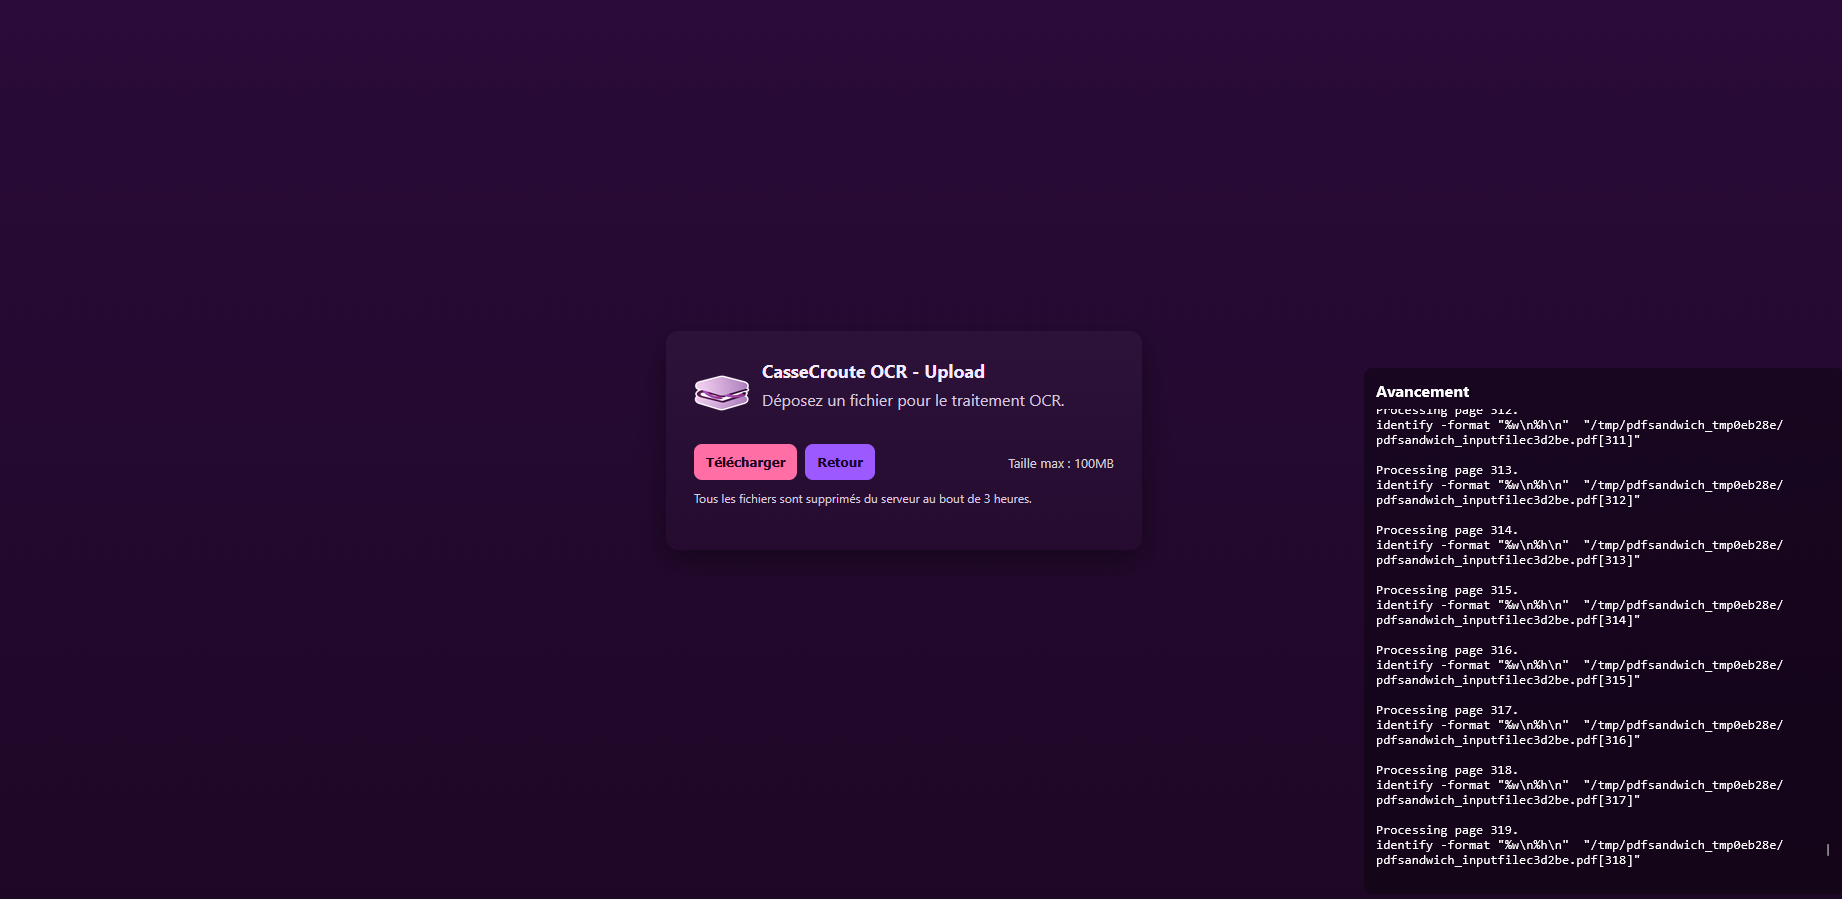 CasseCroute OCR - Upload
Déposez un fichier pour le traitement OCR.
Télécharger
Retour
Taille max : 100MB
Tous les fichiers sont supprimés du serveur au bout de 3 heures.
Avancement
Processing page 312.
identify -format "%w\n%h\n"  "/tmp/pdfsandwich_tmp0eb28e/
pdfsandwich_inputfilec3d2be.pdf[311]"
Processing page 313.
identify -format "%w\n%h\n"  "/tmp/pdfsandwich_tmp0eb28e/
pdfsandwich_inputfilec3d2be.pdf[312]"
Processing page 314.
identify -format "%w\n%h\n"  "/tmp/pdfsandwich_tmp0eb28e/
pdfsandwich_inputfilec3d2be.pdf[313]"
Processing page 315.
identify -format "%w\n%h\n"  "/tmp/pdfsandwich_tmp0eb28e/
pdfsandwich_inputfilec3d2be.pdf[314]"
Processing page 316.
identify -format "%w\n%h\n"  "/tmp/pdfsandwich_tmp0eb28e/
pdfsandwich_inputfilec3d2be.pdf[315]"
Processing page 317.
identify -format "%w\n%h\n"  "/tmp/pdfsandwich_tmp0eb28e/
pdfsandwich_inputfilec3d2be.pdf[316]"
Processing page 318.
identify -format "%w\n%h\n"  "/tmp/pdfsandwich_tmp0eb28e/
pdfsandwich_inputfilec3d2be.pdf[317]"
Processing page 319.
identify -format "%w\n%h\n"  "/tmp/pdfsandwich_tmp0eb28e/
pdfsandwich_inputfilec3d2be.pdf[318]"